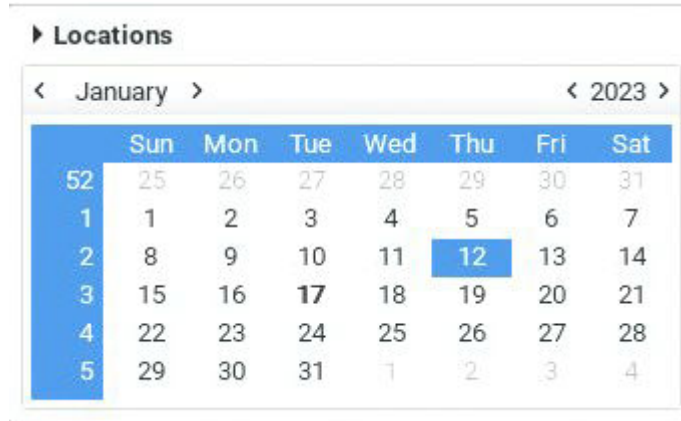 Locations
< January > < 2023 >
Sun Mon Tue Wed Thu Fri Sat
52 25 26 27 28 29 30 31
1 1 2 3 4 5 6 7
2 8 9 10 11 12 13 14
3 15 16 17 18 19 20 21
4 22 23 24 25 26 27 28
5 29 30 31 1 2 3 4